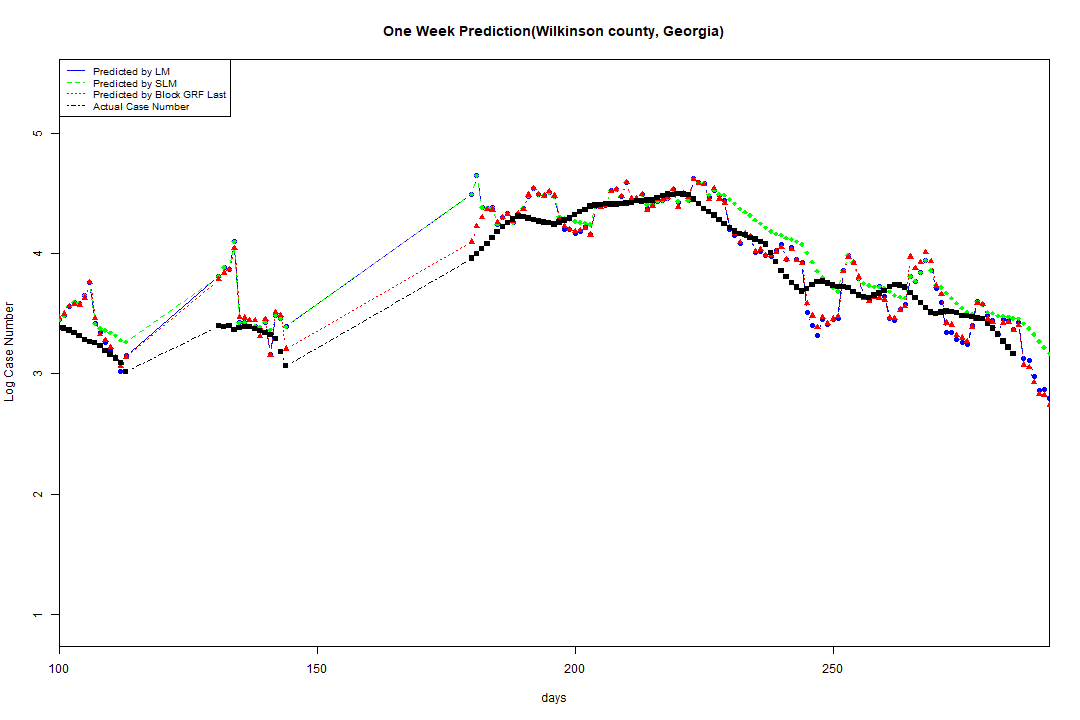 One Week Prediction(Wilkinson county, Georgia)
Predicted by LM
Predicted by SLM
Predicted by Block GRF Last
Actual Case Number
5
4
3
2
1
Log Case Number
100 150 200 250
days